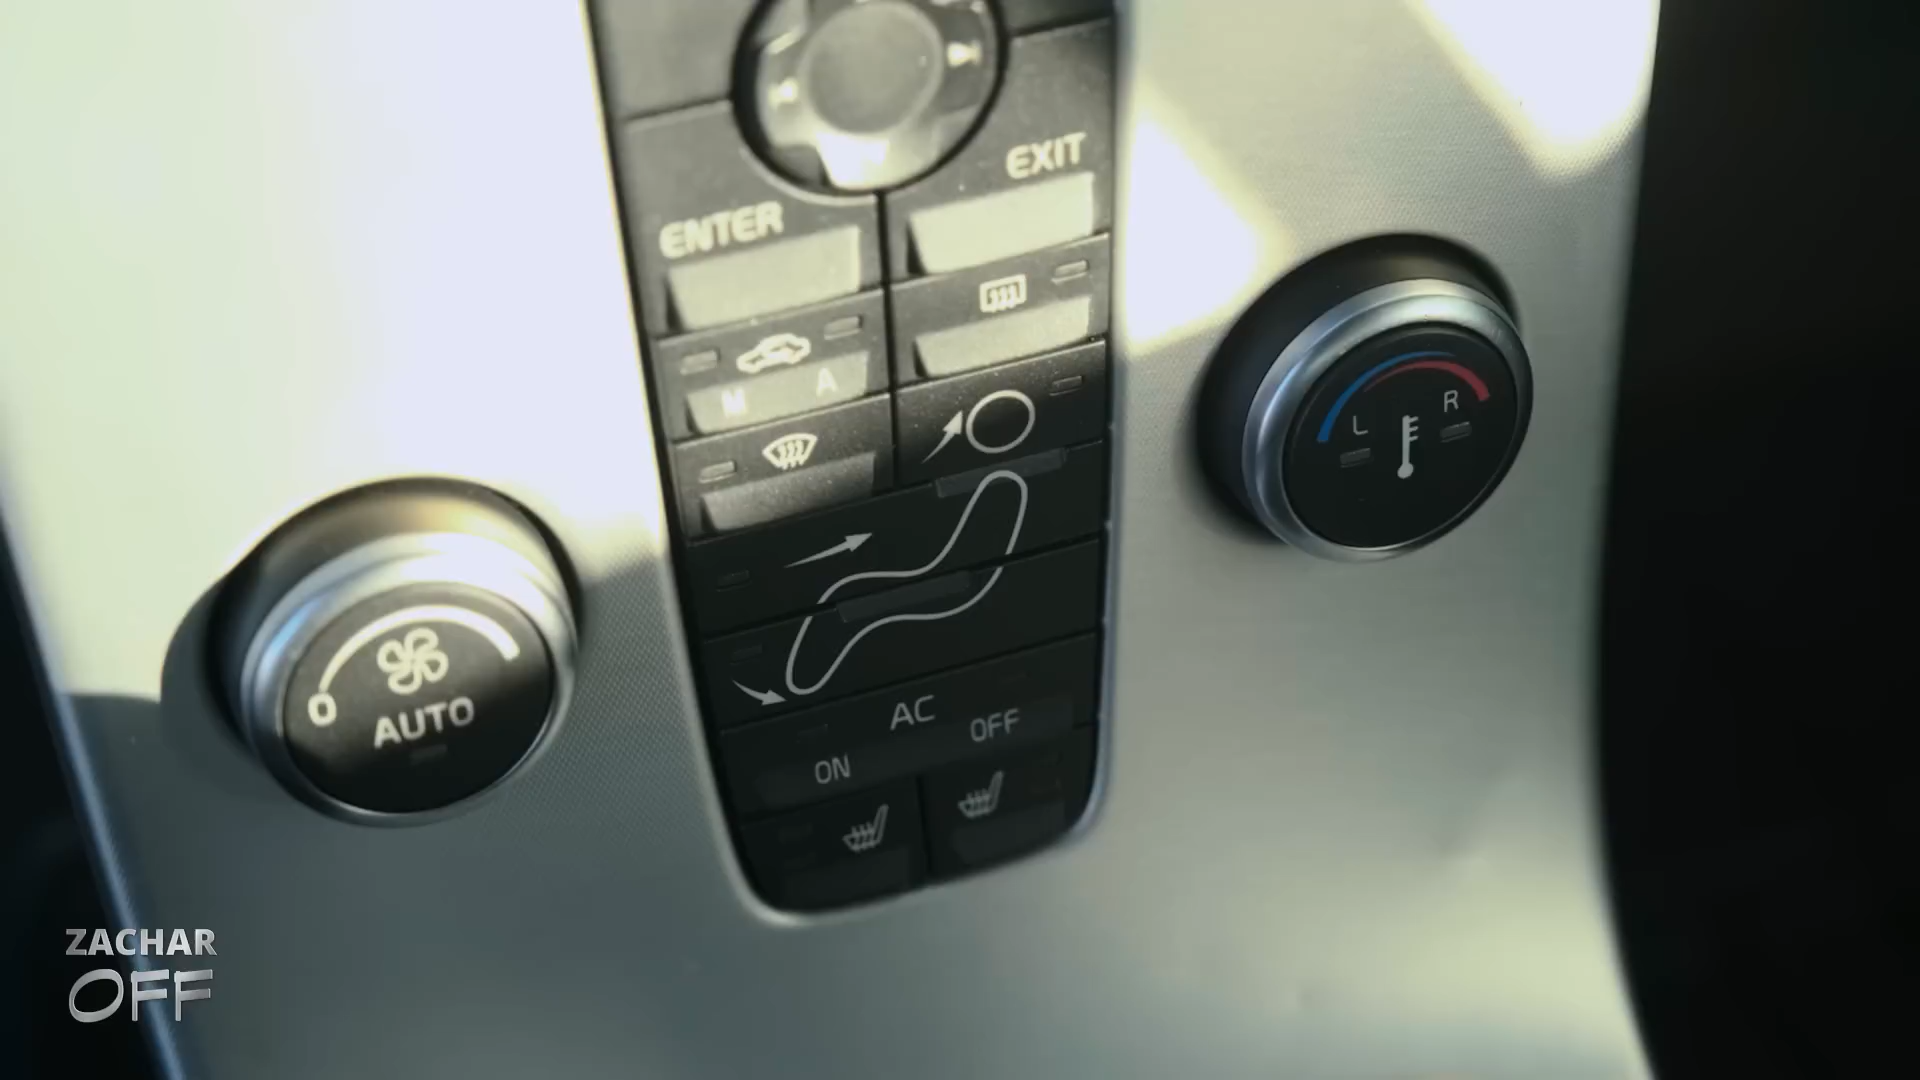 EXIT
ENTER
M A
L R
0
AUTO
AC
ON OFF
ZACHAR
OFF